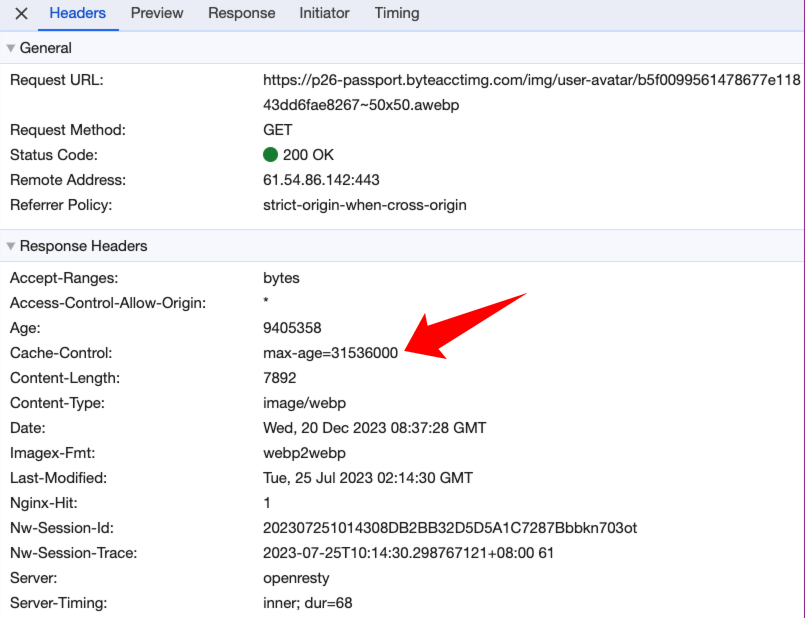 Headers Preview Response Initiator Timing
General
Request URL: https://p26-passport.byteacctimg.com/img/user-avatar/b5f0099561478677e118
43dd6fae8267~50x50.awebp
Request Method: GET
Status Code: 200 OK
Remote Address: 61.54.86.142:443
Referrer Policy: strict-origin-when-cross-origin
Response Headers
Accept-Ranges: bytes
Access-Control-Allow-Origin: *
Age: 9405358
Cache-Control: max-age=31536000
Content-Length: 7892
Content-Type: image/webp
Date: Wed, 20 Dec 2023 08:37:28 GMT
Imagex-Fmt: webp2webp
Last-Modified: Tue, 25 Jul 2023 02:14:30 GMT
Nginx-Hit: 1
Nw-Session-Id: 202307251014308DB2BB32D5D5A1C7287Bbbkn703ot
Nw-Session-Trace: 2023-07-25T10:14:30.298767121+08:00 61
Server: openresty
Server-Timing: inner; dur=68